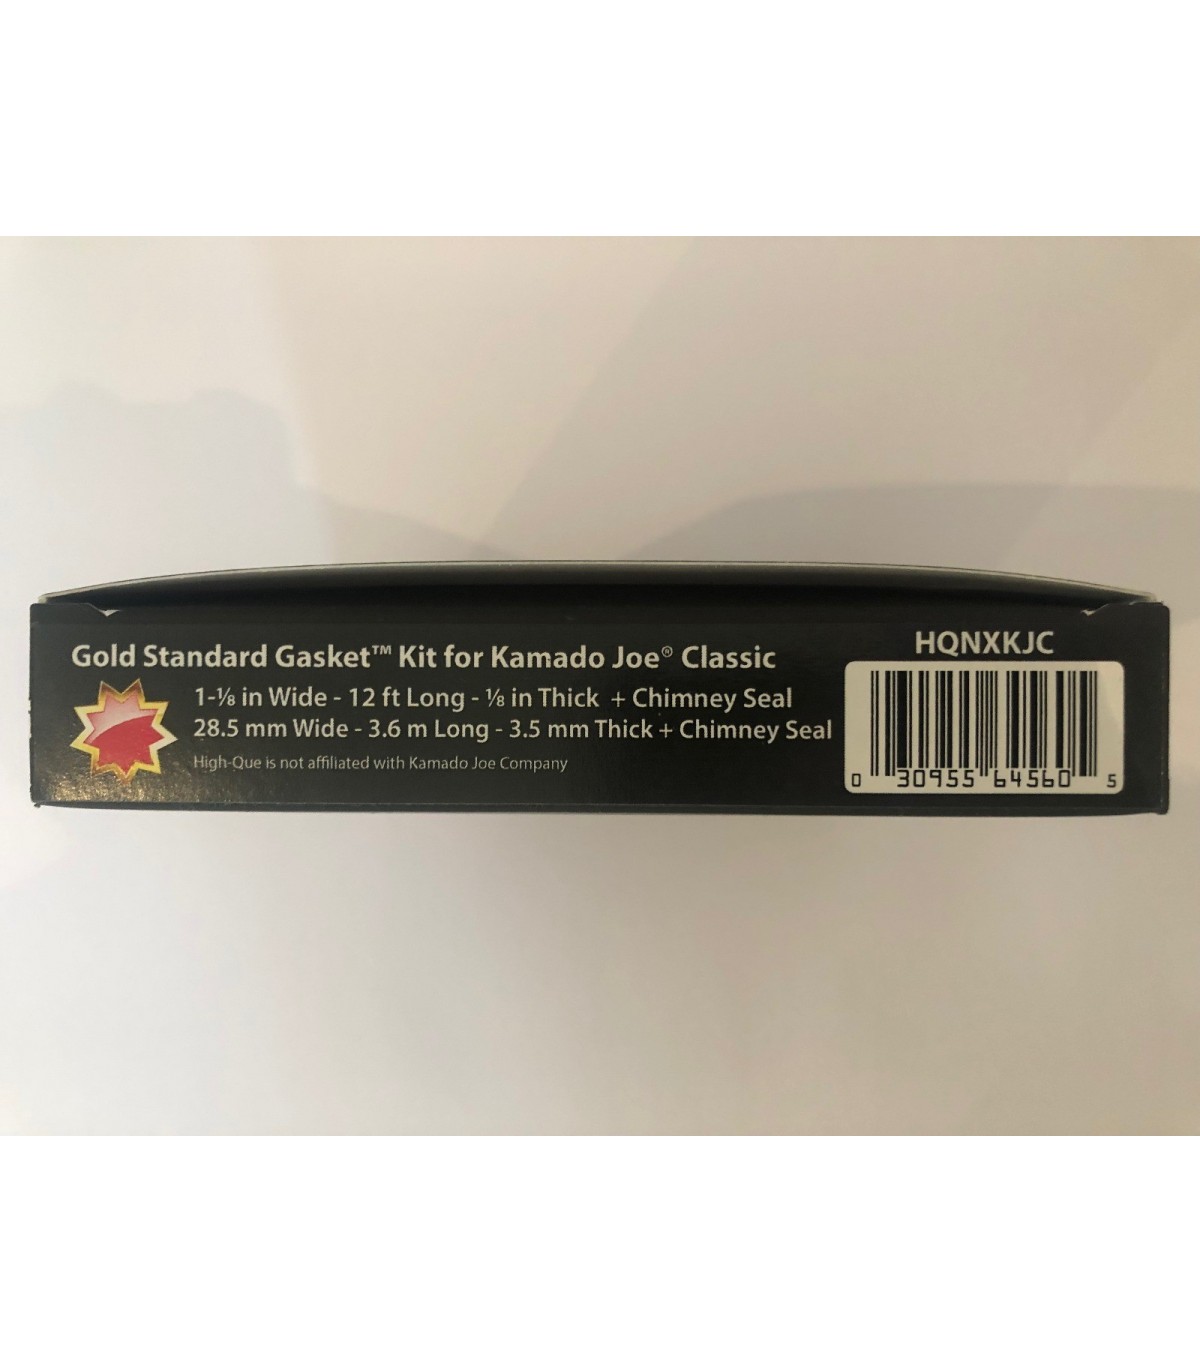 Gold Standard Gasket™ Kit for Kamado Joe® Classic
1-⅛ in Wide - 12 ft Long - ⅛ in Thick + Chimney Seal
28.5 mm Wide - 3.6 m Long - 3.5 mm Thick + Chimney Seal
High-Que is not affiliated with Kamado Joe Company
HQNXKJC
0 30955 64560 5